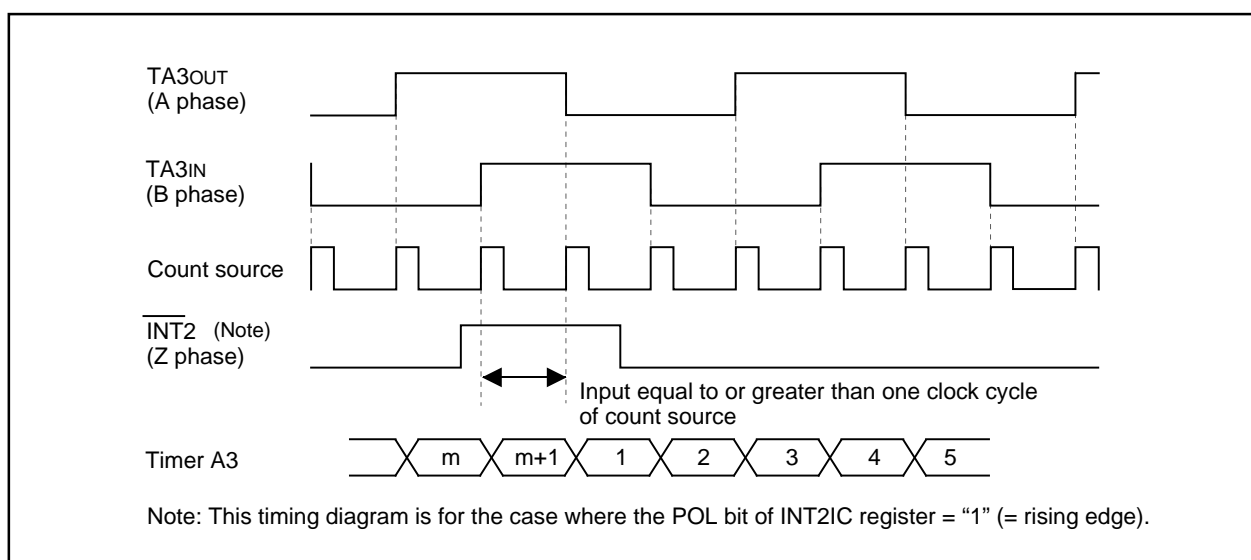 TA3OUT
(A phase)
TA3IN
(B phase)
Count source
INT2 (Note)
(Z phase)
Input equal to or greater than one clock cycle
of count source
Timer A3 m m+1 1 2 3 4 5
Note: This timing diagram is for the case where the POL bit of INT2IC register = “1” (= rising edge).